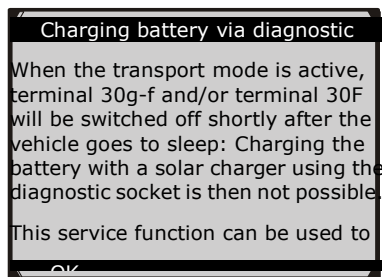 Charging battery via diagnostic
When the transport mode is active,
terminal 30g-f and/or terminal 30F
will be switched off shortly after the
vehicle goes to sleep: Charging the
battery with a solar charger using the
diagnostic socket is then not possible.
This service function can be used to
OK